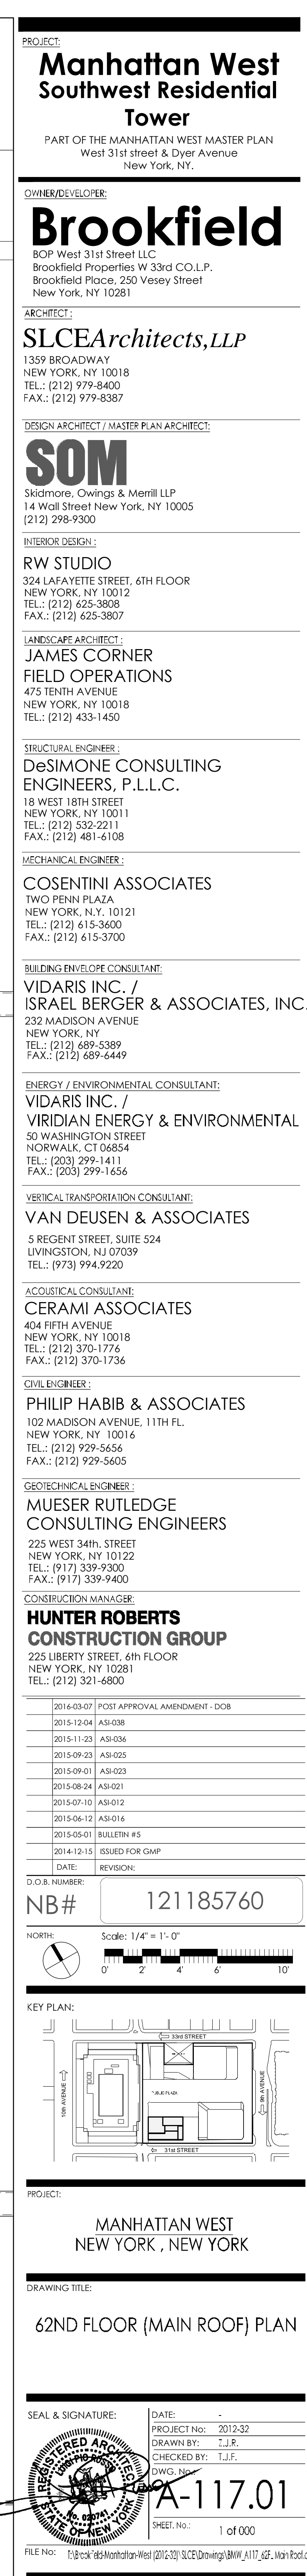 PROJECT:
Manhattan West
Southwest Residential
Tower
PART OF THE MANHATTAN WEST MASTER PLAN
West 31st street & Dyer Avenue
New York, NY.
OWNER/DEVELOPER:
Brookfield
BOP West 31st Street LLC
Brookfield Properties W 33rd CO.L.P.
Brookfield Place, 250 Vesey Street
New York, NY 10281
ARCHITECT :
SLCEArchitects, LLP
1359 BROADWAY
NEW YORK, NY 10018
TEL.: (212) 979-8400
FAX.: (212) 979-8387
DESIGN ARCHITECT / MASTER PLAN ARCHITECT:
SOM
Skidmore, Owings & Merrill LLP
14 Wall Street New York, NY 10005
(212) 298-9300
INTERIOR DESIGN :
RW STUDIO
324 LAFAYETTE STREET, 6TH FLOOR
NEW YORK, NY 10012
TEL.: (212) 625-3808
FAX.: (212) 625-3807
LANDSCAPE ARCHITECT :
JAMES CORNER
FIELD OPERATIONS
475 TENTH AVENUE
NEW YORK, NY 10018
TEL.: (212) 433-1450
STRUCTURAL ENGINEER :
DeSIMONE CONSULTING
ENGINEERS, P.L.L.C.
18 WEST 18TH STREET
NEW YORK, NY 10011
TEL.: (212) 532-2211
FAX.: (212) 481-6108
MECHANICAL ENGINEER :
COSENTINI ASSOCIATES
TWO PENN PLAZA
NEW YORK, N.Y. 10121
TEL.: (212) 615-3600
FAX.: (212) 615-3700
BUILDING ENVELOPE CONSULTANT:
VIDARIS INC. /
ISRAEL BERGER & ASSOCIATES, INC.
232 MADISON AVENUE
NEW YORK, NY
TEL.: (212) 689-5389
FAX.: (212) 689-6449
ENERGY / ENVIRONMENTAL CONSULTANT:
VIDARIS INC. /
VIRIDIAN ENERGY & ENVIRONMENTAL
50 WASHINGTON STREET
NORWALK, CT 06854
TEL.: (203) 299-1411
FAX.: (203) 299-1656
VERTICAL TRANSPORTATION CONSULTANT:
VAN DEUSEN & ASSOCIATES
5 REGENT STREET, SUITE 524
LIVINGSTON, NJ 07039
TEL.: (973) 994.9220
ACOUSTICAL CONSULTANT:
CERAMI ASSOCIATES
404 FIFTH AVENUE
NEW YORK, NY 10018
TEL.: (212) 370-1776
FAX.: (212) 370-1736
CIVIL ENGINEER :
PHILIP HABIB & ASSOCIATES
102 MADISON AVENUE, 11TH FL.
NEW YORK, NY 10016
TEL.: (212) 929-5656
FAX.: (212) 929-5605
GEOTECHNICAL ENGINEER :
MUESER RUTLEDGE
CONSULTING ENGINEERS
225 WEST 34th. STREET
NEW YORK, NY 10122
TEL.: (917) 339-9300
FAX.: (917) 339-9400
CONSTRUCTION MANAGER:
HUNTER ROBERTS
CONSTRUCTION GROUP
225 LIBERTY STREET, 6th FLOOR
NEW YORK, NY 10281
TEL.: (212) 321-6800
2016-03-07 POST APPROVAL AMENDMENT - DOB
2015-12-04 ASI-038
2015-11-23 ASI-036
2015-09-23 ASI-025
2015-09-01 ASI-023
2015-08-24 ASI-021
2015-07-10 ASI-012
2015-06-12 ASI-016
2015-05-01 BULLETIN #5
2014-12-15 ISSUED FOR GMP
DATE: REVISION:
D.O.B. NUMBER:
NB# 121185760
NORTH: Scale: 1/4" = 1'- 0"
0' 2' 4' 6' 10'
KEY PLAN:
33rd STREET
10th AVENUE
9th AVENUE
31st STREET
PROJECT:
MANHATTAN WEST
NEW YORK , NEW YORK
DRAWING TITLE:
62ND FLOOR (MAIN ROOF) PLAN
SEAL & SIGNATURE:
REGISTERED ARC
No. 020741
STATE OF NEW YORK
DATE: -
PROJECT No: 2012-32
DRAWN BY: Z.J.R.
CHECKED BY: T.J.F.
DWG. No.:
A-117.01
SHEET. No.: 1 of 000
FILE No: